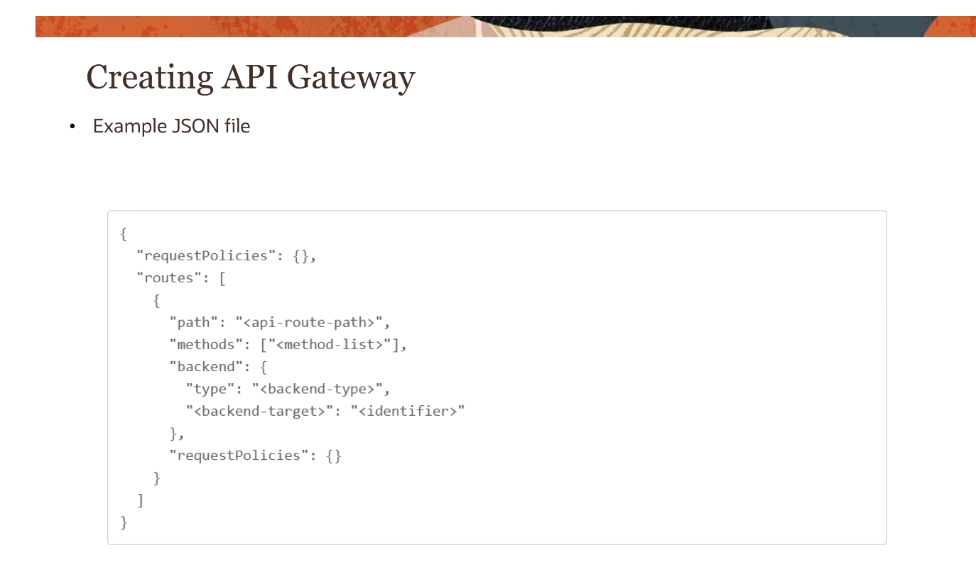 Creating API Gateway
• Example JSON file
{
  "requestPolicies": {},
  "routes": [
    {
      "path": "<api-route-path>",
      "methods": ["<method-list>"],
      "backend": {
        "type": "<backend-type>",
        "<backend-target>": "<identifier>"
      },
      "requestPolicies": {}
    }
  ]
}